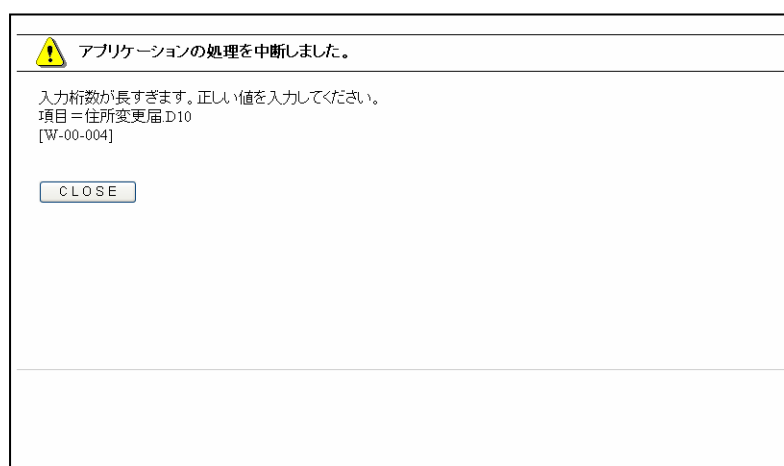 アプリケーションの処理を中断しました。
入力桁数が長すぎます。正しい値を入力してください。
項目＝住所変更届.D10
[W-00-004]
ＣＬＯＳＥ